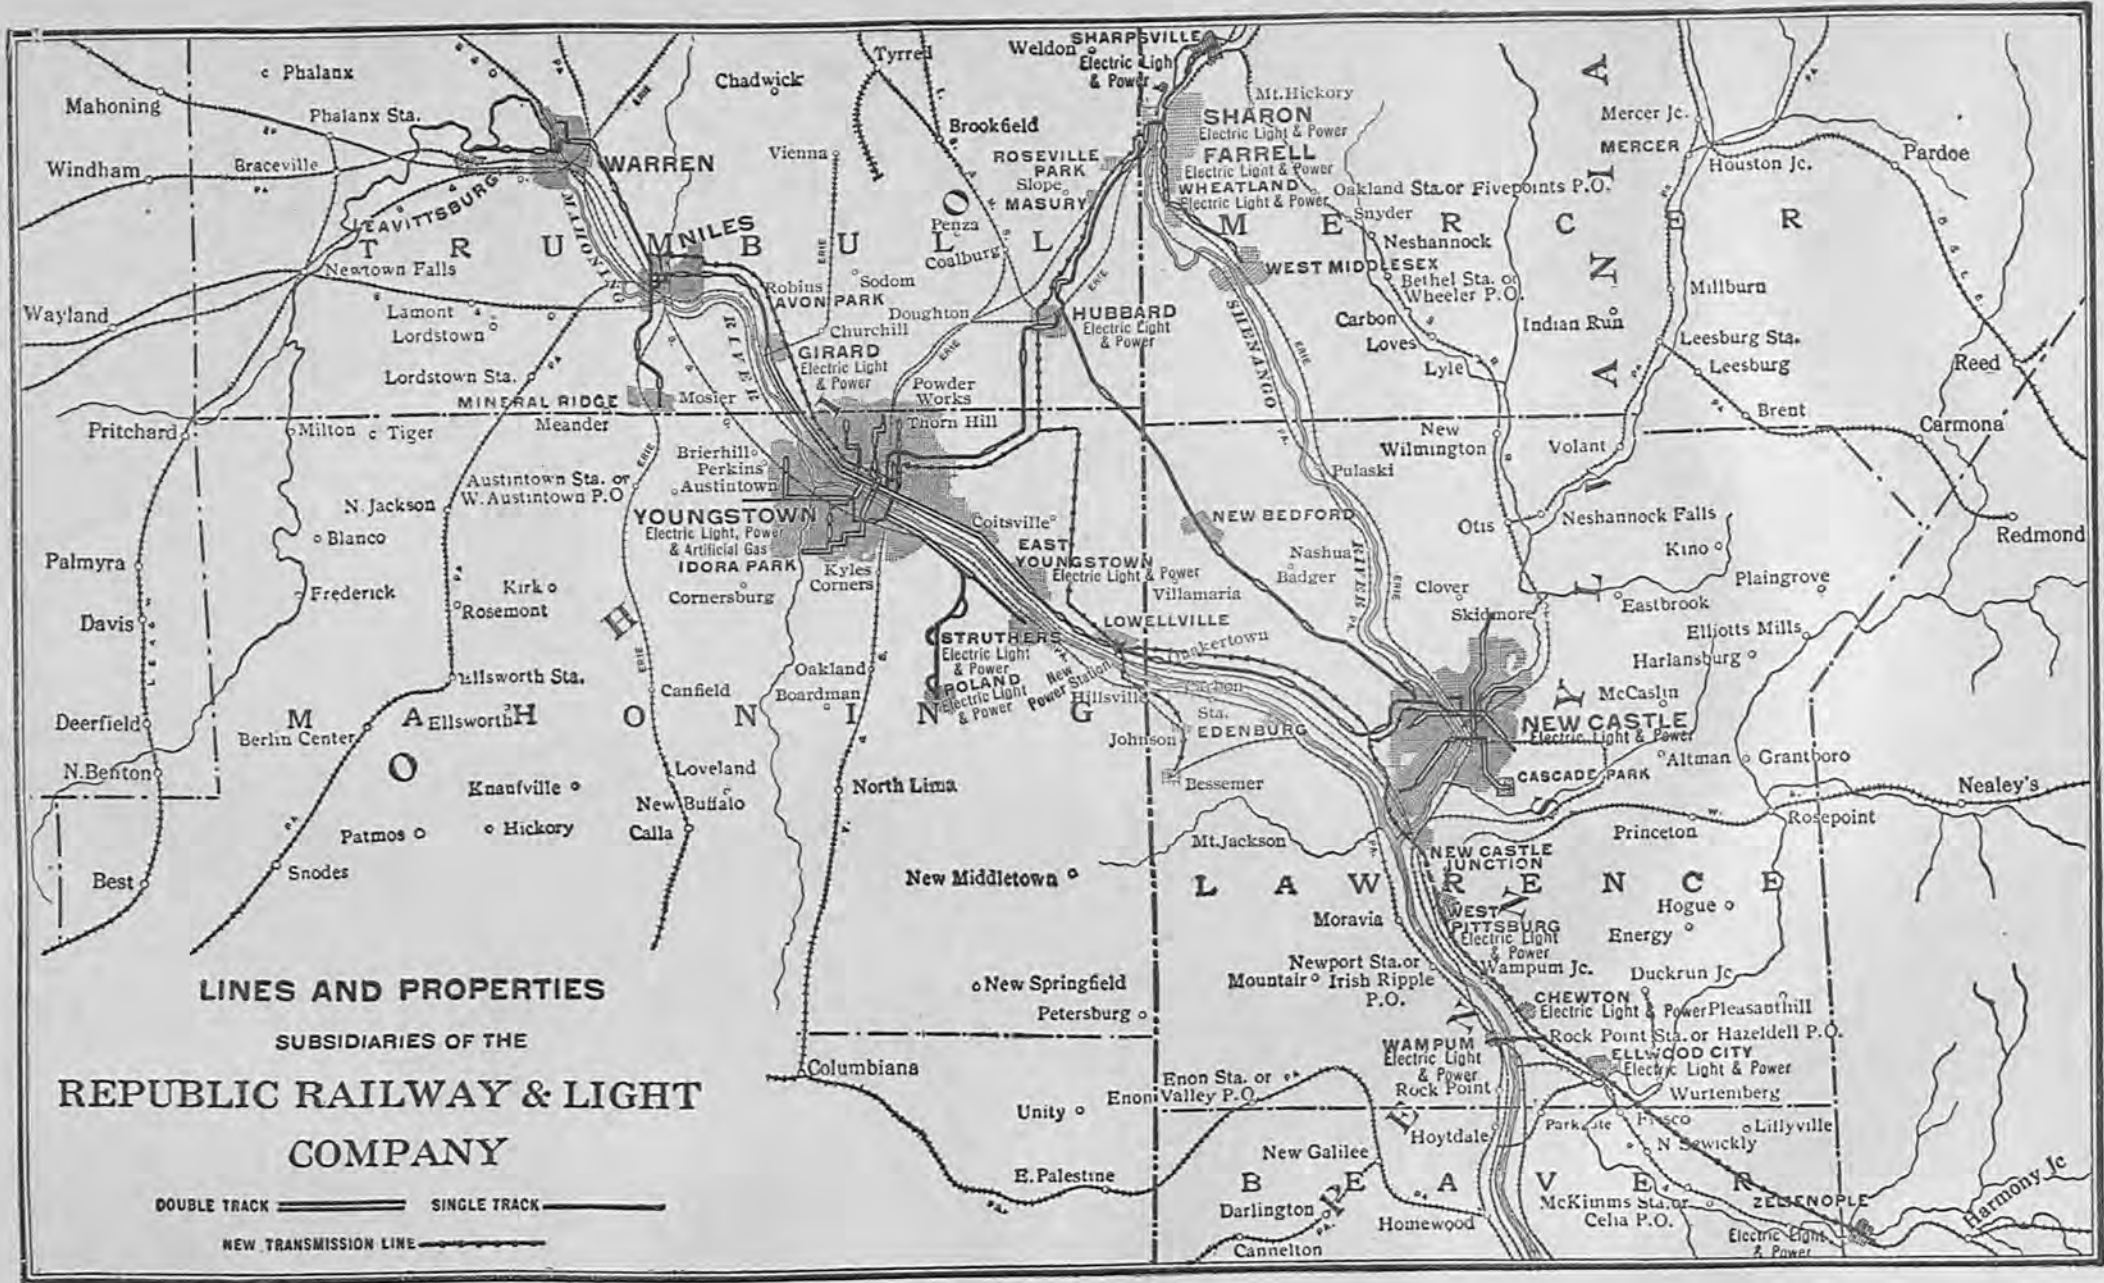 SHARPSVILLE
Electric Light
& Power
Weldon
Tyrrell
Phalanx
Chadwick
Mt. Hickory
Mahoning
Phalanx Sta.
Brookfield
SHARON
Electric Light & Power
Mercer Jc.
MERCER
Houston Jc.
Pardoe
Windham
Braceville
WARREN
Vienna
ROSEVILLE
PARK
Slope
MASURY
FARRELL
Electric Light & Power
WHEATLAND
Electric Light & Power
Oakland Sta. or Fivepoints P.O.
Snyder
LEAVITTSBURG
MAHONING
RIVER
NILES
TRUMBULL
Penza
Coalburg
MERCER
Neshannock
WEST MIDDLESEX
Bethel Sta. or
Wheeler P.O.
Newtown Falls
Robins
AVON PARK
Sodom
Wayland
Lamont
Lordstown
Churchill
Doughton
HUBBARD
Electric Light
& Power
SHENANGO
RIVER
Carbon
Loves
Indian Run
Millburn
Leesburg Sta.
Leesburg
Lyle
Reed
Lordstown Sta.
GIRARD
Electric Light
& Power
Powder
Works
MINERAL RIDGE
Mosier
Thorn Hill
Brent
Carmona
Pritchard
Milton
Tiger
Meander
New
Wilmington
Volant
Brierhill
Perkins
Austintown
Pulaski
Austintown Sta. or
W. Austintown P.O
N. Jackson
YOUNGSTOWN
Electric Light, Power
& Artificial Gas
IDORA PARK
Coitsville
NEW BEDFORD
Otis
Neshannock Falls
Redmond
Blanco
Kino
Palmyra
EAST
YOUNGSTOWN
Electric Light & Power
Nashua
Badger
Frederick
Kirk
Kyles
Corners
Cornersburg
Villamaria
Clover
Plaingrove
Eastbrook
Davis
Rosemont
LOWELLVILLE
Skidmore
Elliotts Mills
STRUTHERS
Electric Light
& Power
Quakertown
Harlansburg
Oakland
Boardman
POLAND
Electric Light
& Power
New
Power Station
Hillsville
Carbon
Sta.
Ellsworth Sta.
Canfield
McCaslin
Deerfield
Berlin Center
Ellsworth
MAHONING
Johnson
EDENBURG
NEW CASTLE
Electric Light & Power
N. Benton
Loveland
Altman
Grantboro
CASCADE PARK
Knaufville
New Buffalo
North Lima
Bessemer
Nealey's
Patmos
Hickory
Calla
Princeton
Rosepoint
Mt. Jackson
NEW CASTLE
JUNCTION
Best
Snodes
New Middletown
LAWRENCE
Hogue
Moravia
WEST
PITTSBURG
Electric Light
& Power
Energy
OHIO
PENNSYLVANIA
New Springfield
Petersburg
Newport Sta. or
Mountain
Irish Ripple
P.O.
Wampum Jc.
Duckrun Jc.
CHEWTON
Electric Light & Power
Pleasanthill
Rock Point Sta. or Hazeldell P.O.
WAMPUM
Electric Light
& Power
Rock Point
ELLWOOD CITY
Electric Light & Power
Columbiana
Enon Sta. or
Enon Valley P.O.
Wurtemberg
Unity
Hoytdale
Frisco
Lillyville
N Sewickly
New Galilee
E. Palestine
BEAVER
Darlington
Homewood
McKimms Sta. or
Celia P.O.
ZELIENOPLE
Electric Light
& Power
Harmony Jc
Cannelton
LINES AND PROPERTIES
SUBSIDIARIES OF THE
REPUBLIC RAILWAY & LIGHT
COMPANY
DOUBLE TRACK
SINGLE TRACK
NEW TRANSMISSION LINE